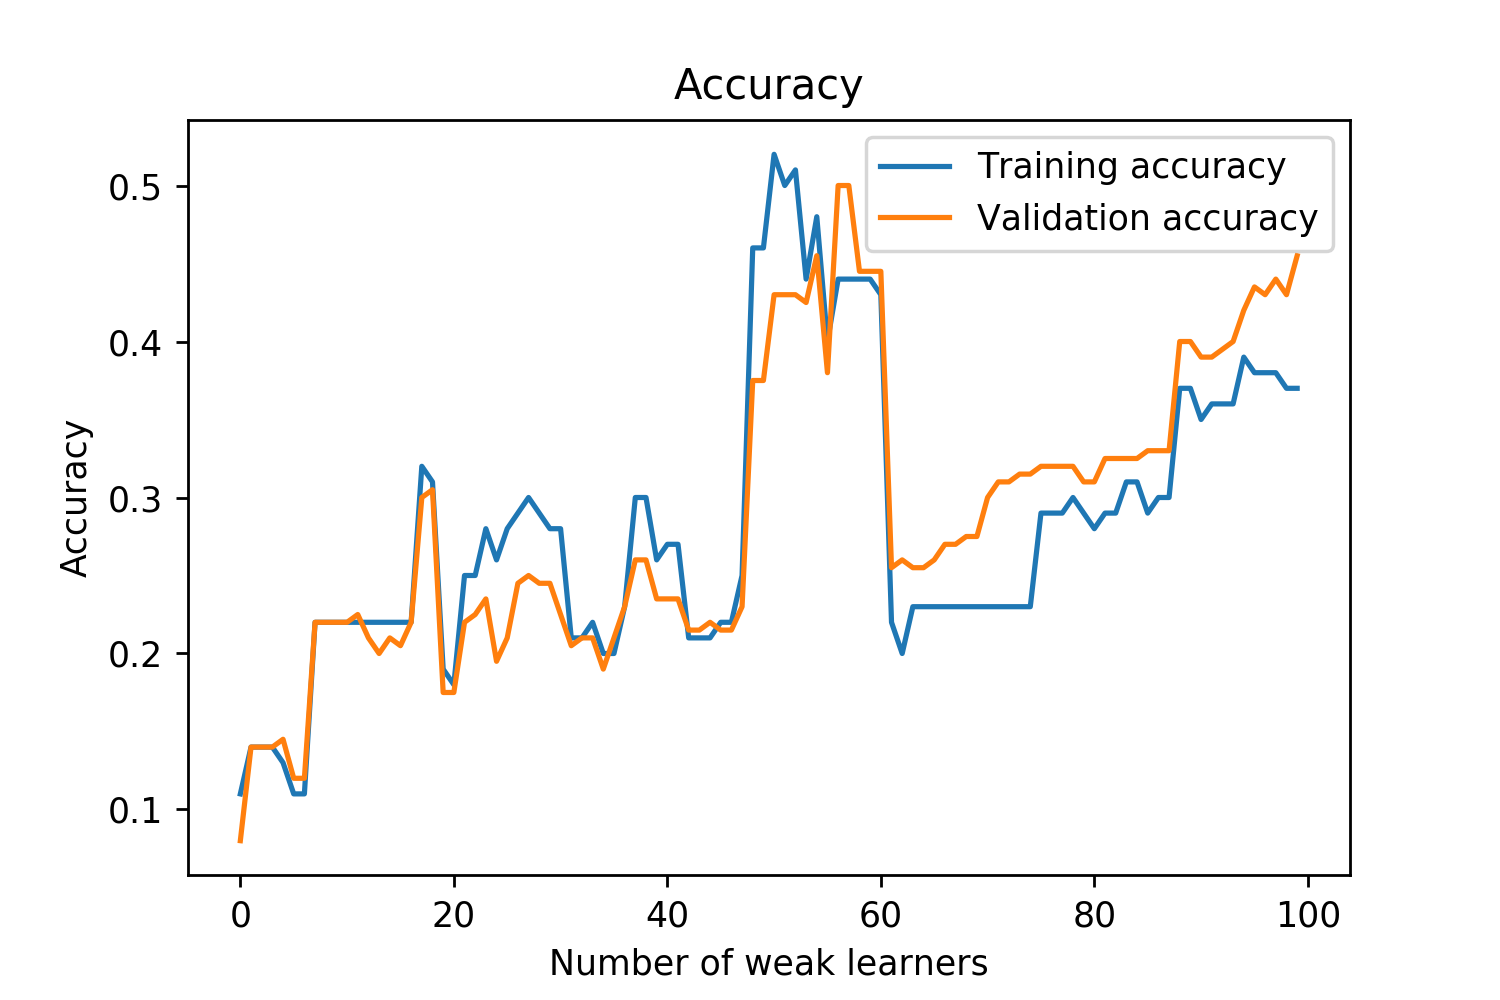 Accuracy
Training accuracy
Validation accuracy
0.5
0.4
0.3
0.2
0.1
Accuracy
0 20 40 60 80 100
Number of weak learners